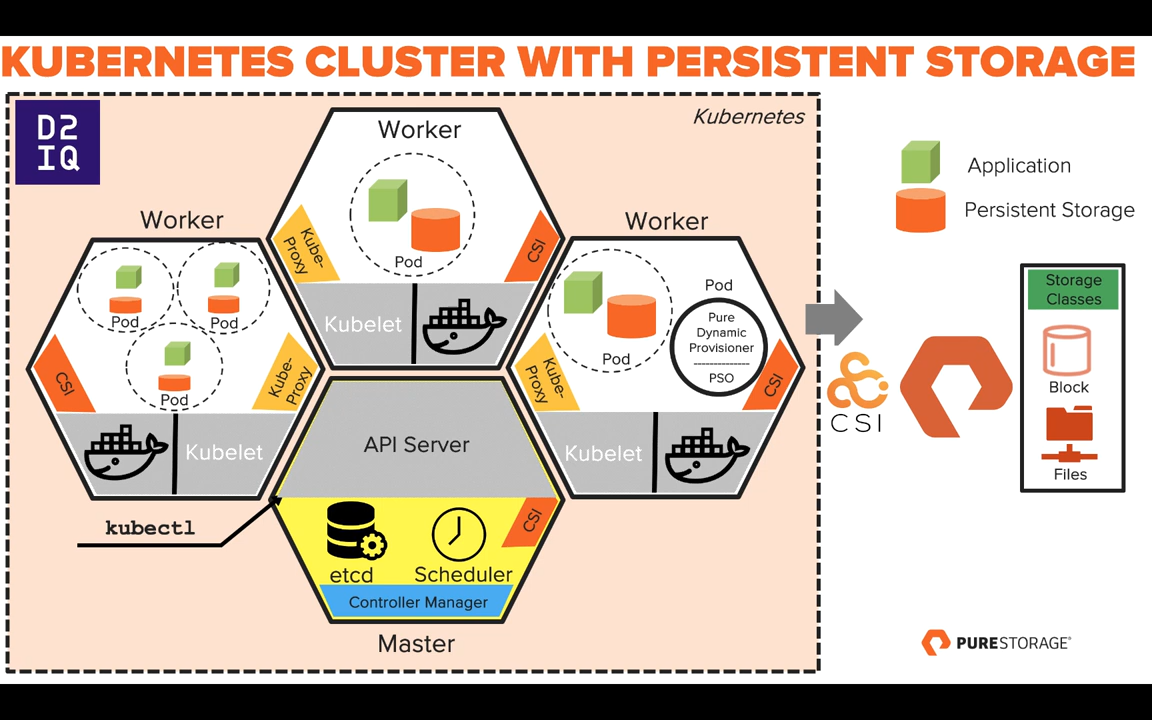 KUBERNETES CLUSTER WITH PERSISTENT STORAGE
D2
IQ
Kubernetes
Worker
Pod
Kube-
Proxy
CSI
Kubelet
Worker
Pod
Pod
Pod
CSI
Kube-
Proxy
Kubelet
Worker
Pod
Pod
Pure
Dynamic
Provisioner
--------------
PSO
Kube-
Proxy
CSI
Kubelet
API Server
etcd
Scheduler
CSI
Controller Manager
Master
kubectl
Application
Persistent Storage
CSI
Storage
Classes
Block
Files
PURESTORAGE®